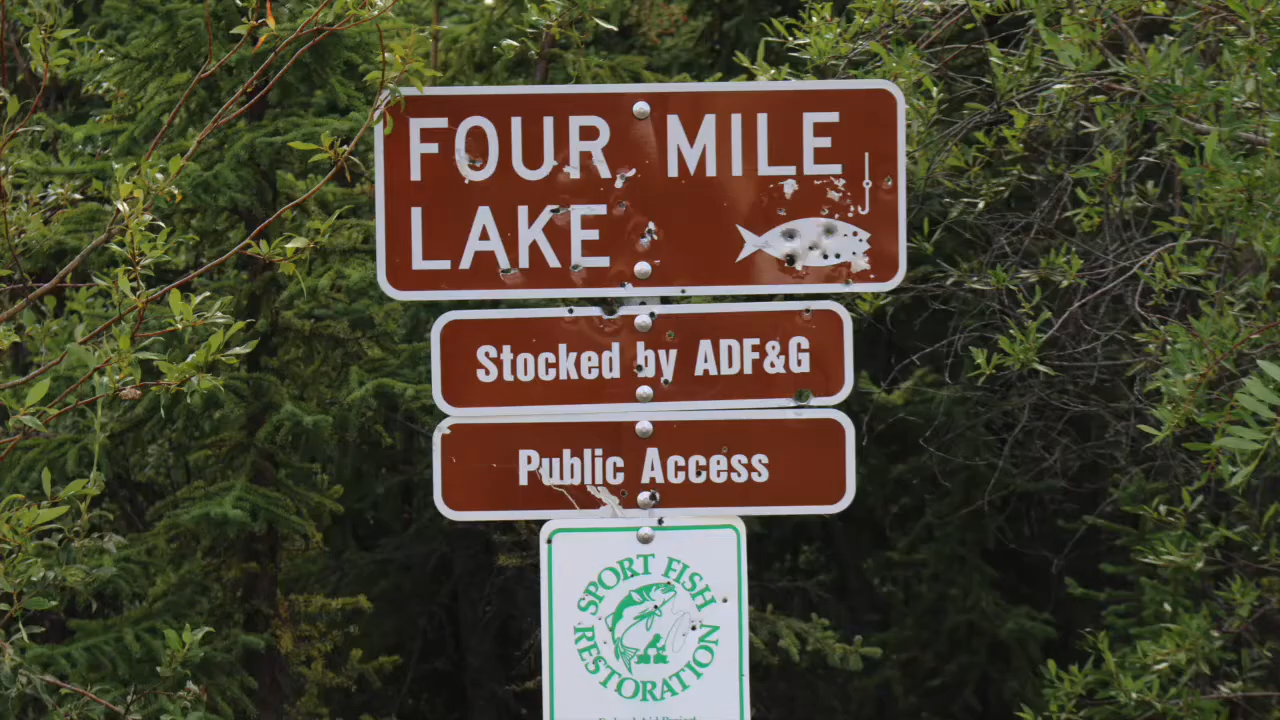 FOUR MILE
LAKE
Stocked by ADF&G
Public Access
SPORT FISH
RESTORATION